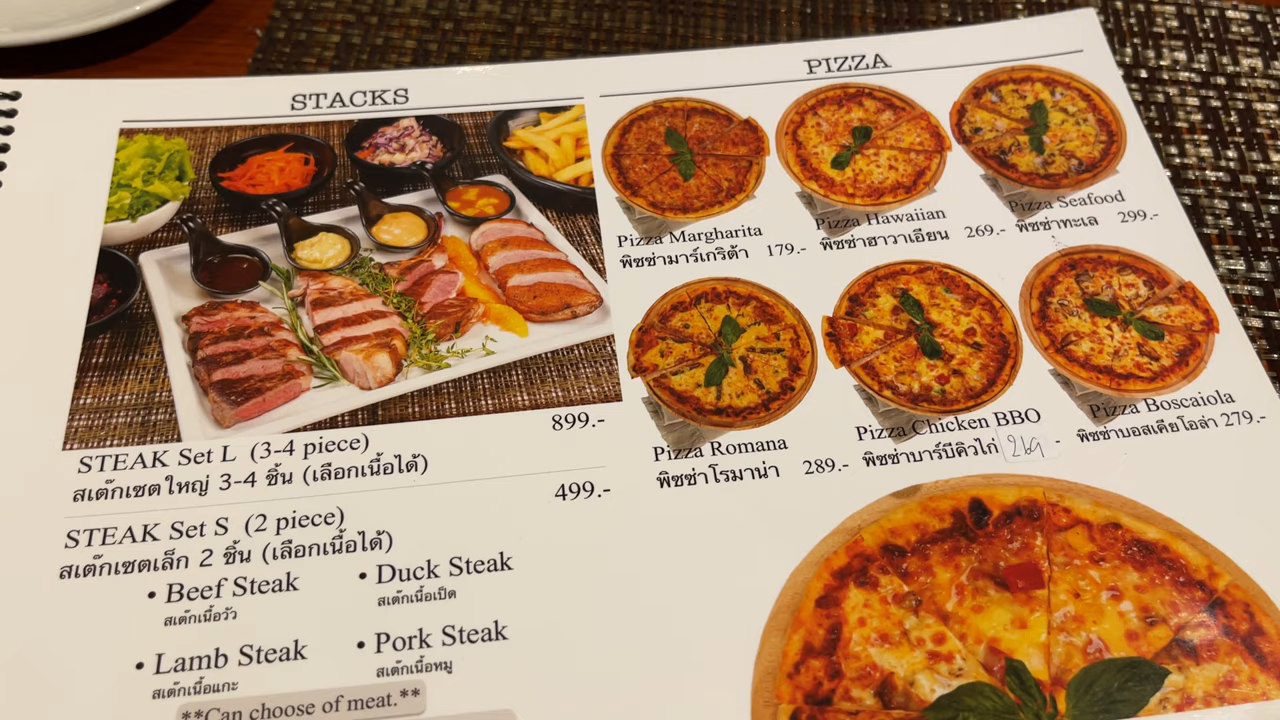 STACKS
STEAK Set L (3-4 piece) 899.-
สเต๊กเซตใหญ่ 3-4 ชิ้น (เลือกเนื้อได้)
STEAK Set S (2 piece) 499.-
สเต๊กเซตเล็ก 2 ชิ้น (เลือกเนื้อได้)
• Beef Steak
สเต๊กเนื้อวัว
• Duck Steak
สเต๊กเนื้อเป็ด
• Lamb Steak
สเต๊กเนื้อแกะ
• Pork Steak
สเต๊กเนื้อหมู
**Can choose of meat.**
PIZZA
Pizza Margharita
พิซซ่ามาร์เกริต้า 179.-
Pizza Hawaiian
พิซซ่าฮาวาเอียน 269.-
Pizza Seafood
พิซซ่าทะเล 299.-
Pizza Romana
พิซซ่าโรมาน่า 289.-
Pizza Chicken BBQ
พิซซ่าบาร์บีคิวไก่ 269 -
Pizza Boscaiola
พิซซ่าบอสเคียโอล่า 279.-